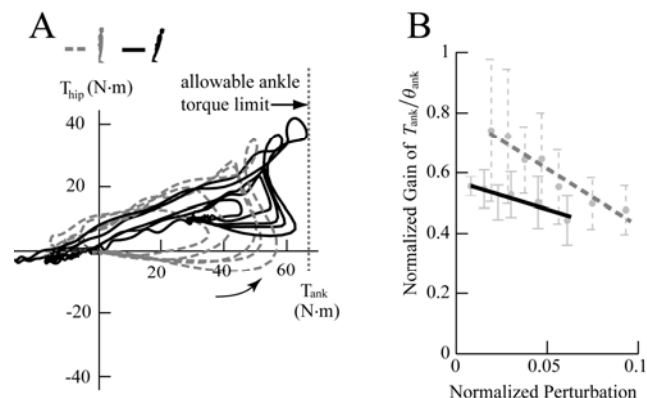 A
B
T_hip
(N·m)
allowable ankle
torque limit
40
20
20
40
60
T_ank
(N·m)
-20
-40
Normalized Gain of T_ank/θ_ank
1
0.8
0.6
0.4
0.2
0
0
0.05
0.1
Normalized Perturbation